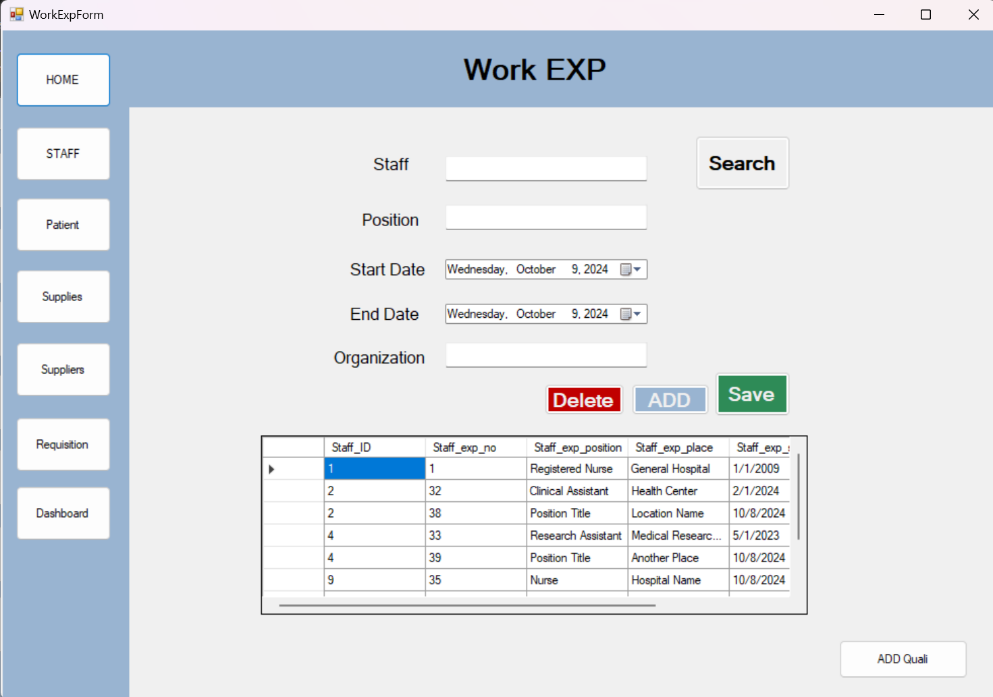 WorkExpForm
Work EXP
HOME
STAFF
Patient
Supplies
Suppliers
Requisition
Dashboard
Staff
Search
Position
Start Date Wednesday, October 9, 2024
End Date Wednesday, October 9, 2024
Organization
Delete ADD Save
Staff_ID Staff_exp_no Staff_exp_position Staff_exp_place Staff_exp_s
1 1 Registered Nurse General Hospital 1/1/2009
2 32 Clinical Assistant Health Center 2/1/2024
2 38 Position Title Location Name 10/8/2024
4 33 Research Assistant Medical Researc... 5/1/2023
4 39 Position Title Another Place 10/8/2024
9 35 Nurse Hospital Name 10/8/2024
ADD Quali